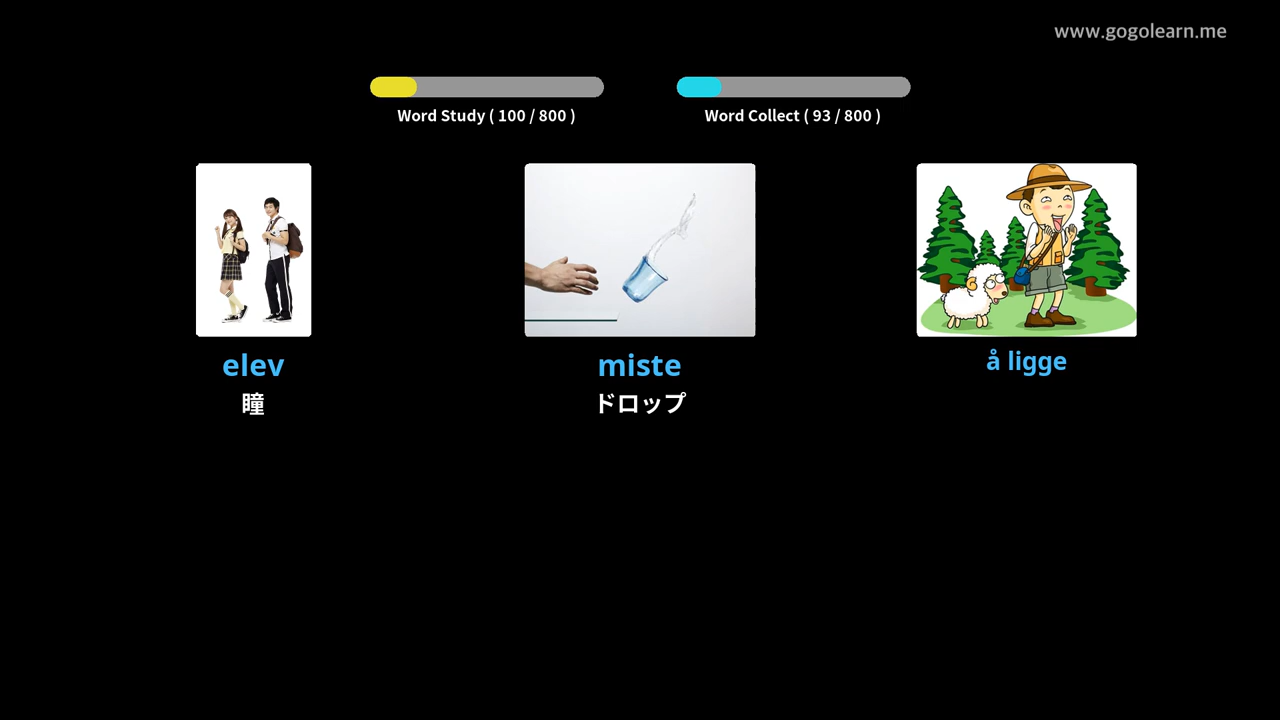 www.gogolearn.me
Word Study ( 100 / 800 )
Word Collect ( 93 / 800 )
elev
瞳
miste
ドロップ
å ligge